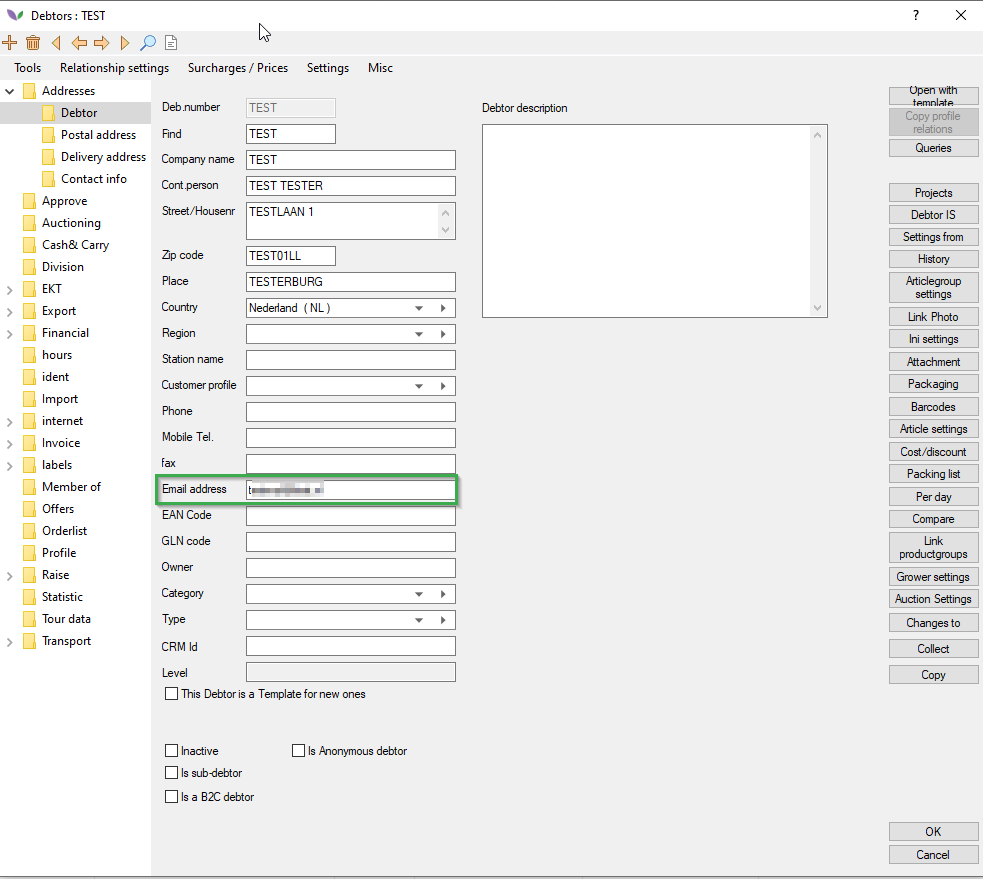 Debtors : TEST
?
Tools Relationship settings Surcharges / Prices Settings Misc
Addresses
Debtor
Postal address
Delivery address
Contact info
Approve
Auctioning
Cash& Carry
Division
EKT
Export
Financial
hours
ident
Import
internet
Invoice
labels
Member of
Offers
Orderlist
Profile
Raise
Statistic
Tour data
Transport
Deb.number TEST
Find TEST
Company name TEST
Cont.person TEST TESTER
Street/Housenr TESTLAAN 1
Zip code TEST01LL
Place TESTERBURG
Country Nederland ( NL )
Region
Station name
Customer profile
Phone
Mobile Tel.
fax
Email address
EAN Code
GLN code
Owner
Category
Type
CRM Id
Level
This Debtor is a Template for new ones
Inactive Is Anonymous debtor
Is sub-debtor
Is a B2C debtor
Debtor description
Open with
template
Copy profile
relations
Queries
Projects
Debtor IS
Settings from
History
Articlegroup
settings
Link Photo
Ini settings
Attachment
Packaging
Barcodes
Article settings
Cost/discount
Packing list
Per day
Compare
Link
productgroups
Grower settings
Auction Settings
Changes to
Collect
Copy
OK
Cancel